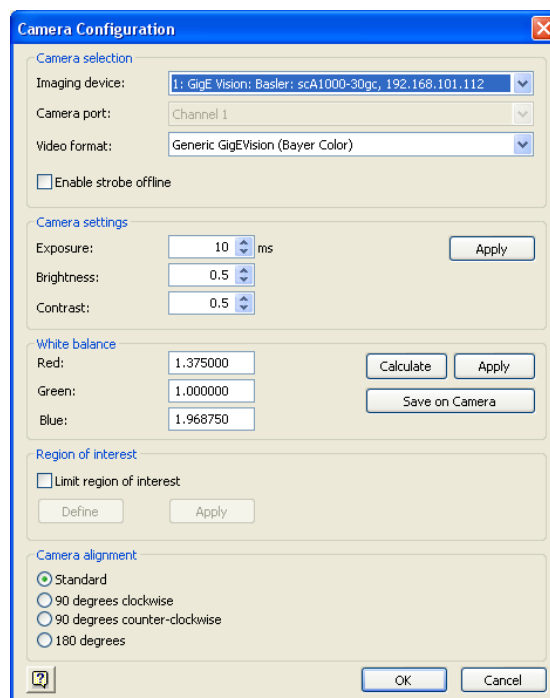 Camera Configuration
Camera selection
Imaging device: 1: GigE Vision: Basler: scA1000-30gc, 192.168.101.112
Camera port: Channel 1
Video format: Generic GigEVision (Bayer Color)
Enable strobe offline
Camera settings
Exposure: 10 ms Apply
Brightness: 0.5
Contrast: 0.5
White balance
Red: 1.375000 Calculate Apply
Green: 1.000000
Save on Camera
Blue: 1.968750
Region of interest
Limit region of interest
Define Apply
Camera alignment
Standard
90 degrees clockwise
90 degrees counter-clockwise
180 degrees
? OK Cancel